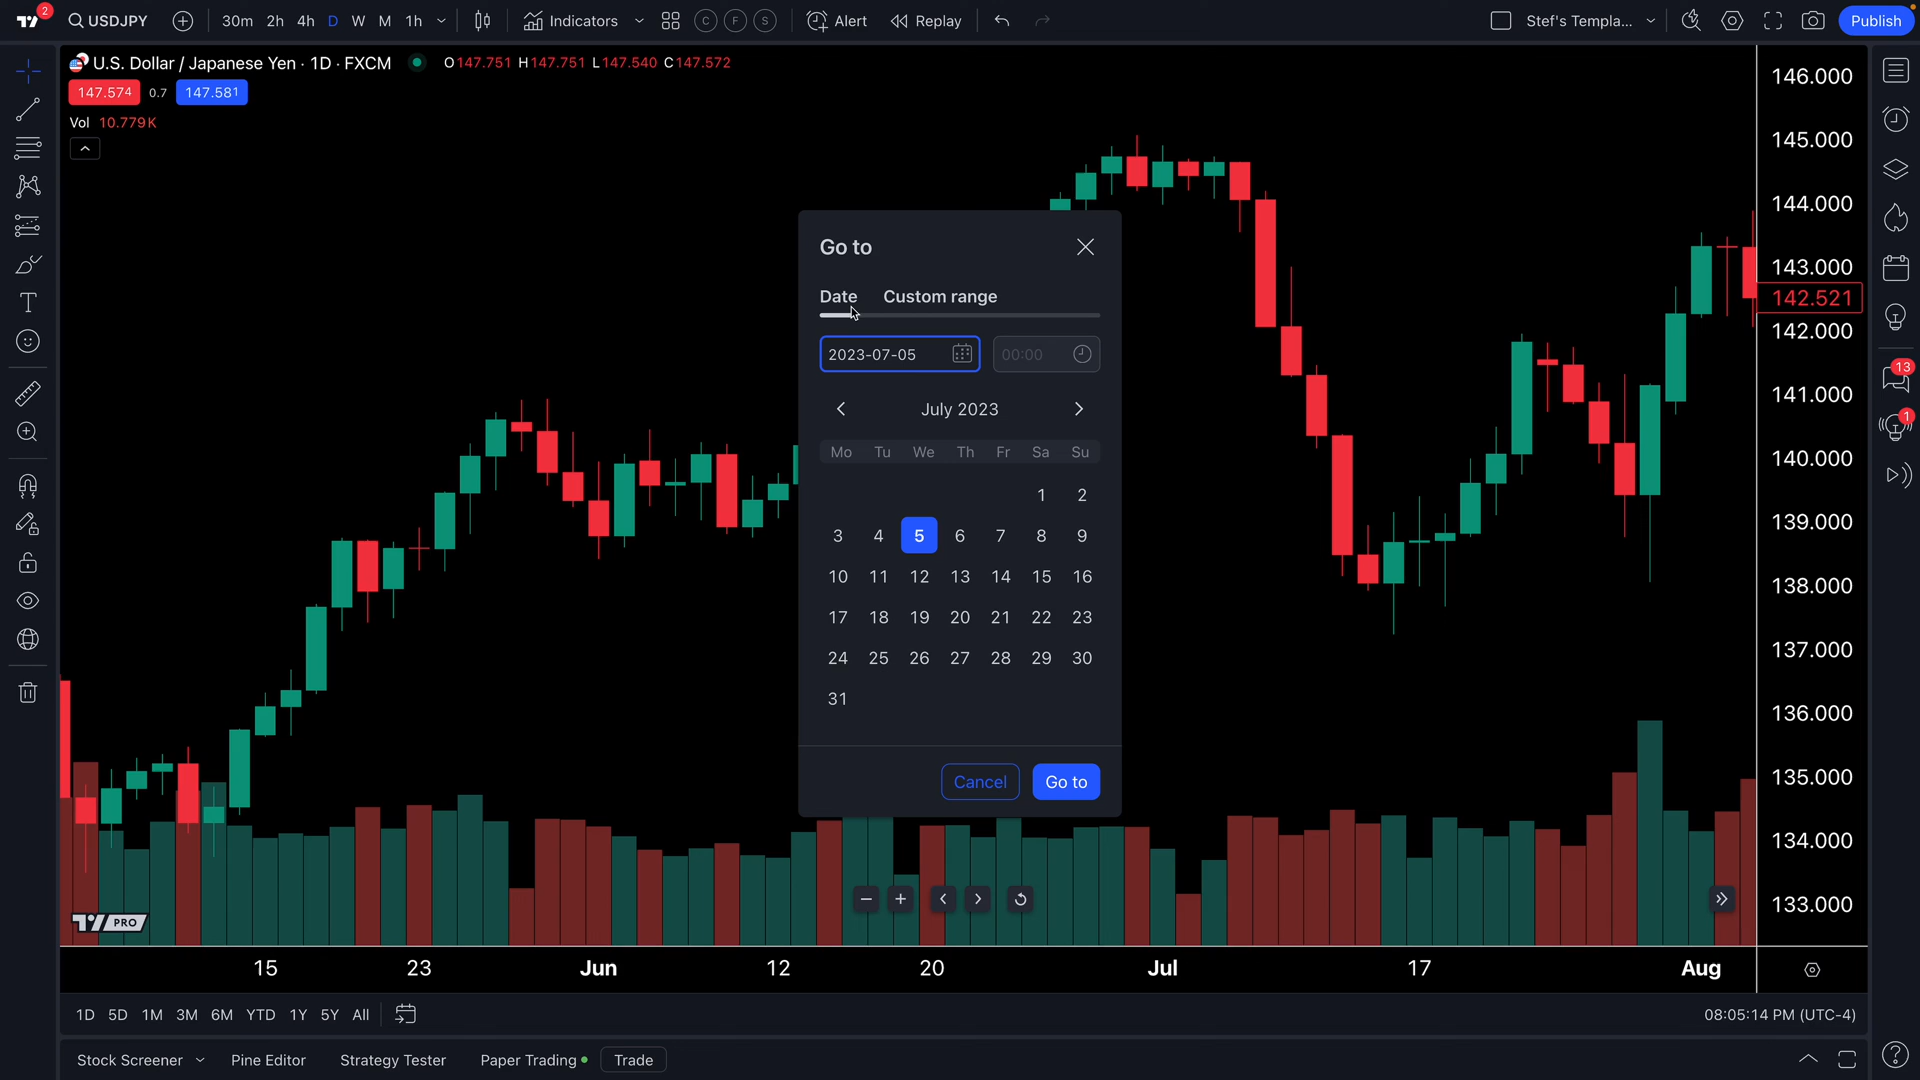 2
USDJPY 30m 2h 4h D W M 1h Indicators C F S Alert Replay Stef's Templa... Publish
U.S. Dollar / Japanese Yen · 1D · FXCM O147.751 H147.751 L147.540 C147.572
147.574 0.7 147.581
Vol 10.779K
146.000
145.000
144.000
143.000
142.521
142.000
141.000
140.000
139.000
138.000
137.000
136.000
135.000
134.000
133.000
Go to
Date Custom range
2023-07-05 00:00
July 2023
Mo Tu We Th Fr Sa Su
1 2
3 4 5 6 7 8 9
10 11 12 13 14 15 16
17 18 19 20 21 22 23
24 25 26 27 28 29 30
31
Cancel Go to
13
1
PRO
15 23 Jun 12 20 Jul 17 Aug
1D 5D 1M 3M 6M YTD 1Y 5Y All 08:05:14 PM (UTC-4)
Stock Screener Pine Editor Strategy Tester Paper Trading Trade